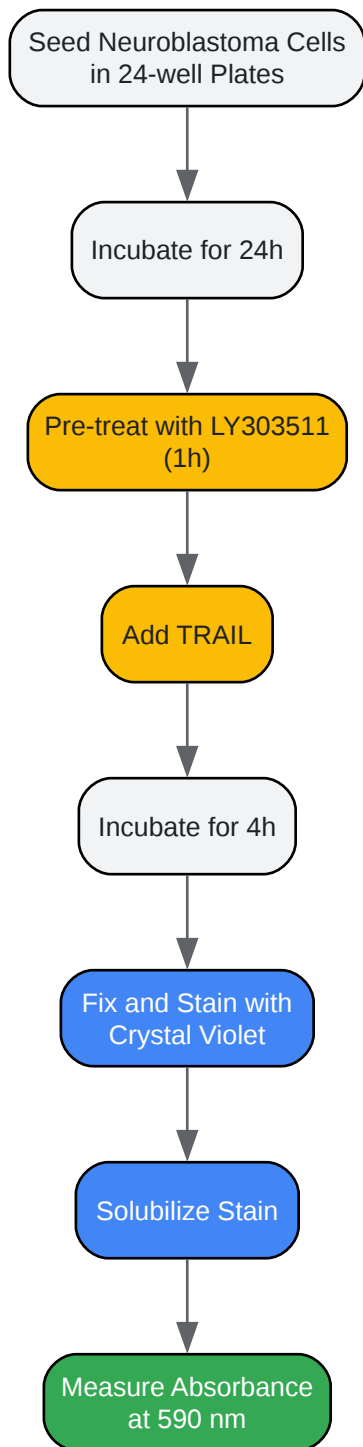 Seed Neuroblastoma Cells
in 24-well Plates
Incubate for 24h
Pre-treat with LY303511
(1h)
Add TRAIL
Incubate for 4h
Fix and Stain with
Crystal Violet
Solubilize Stain
Measure Absorbance
at 590 nm